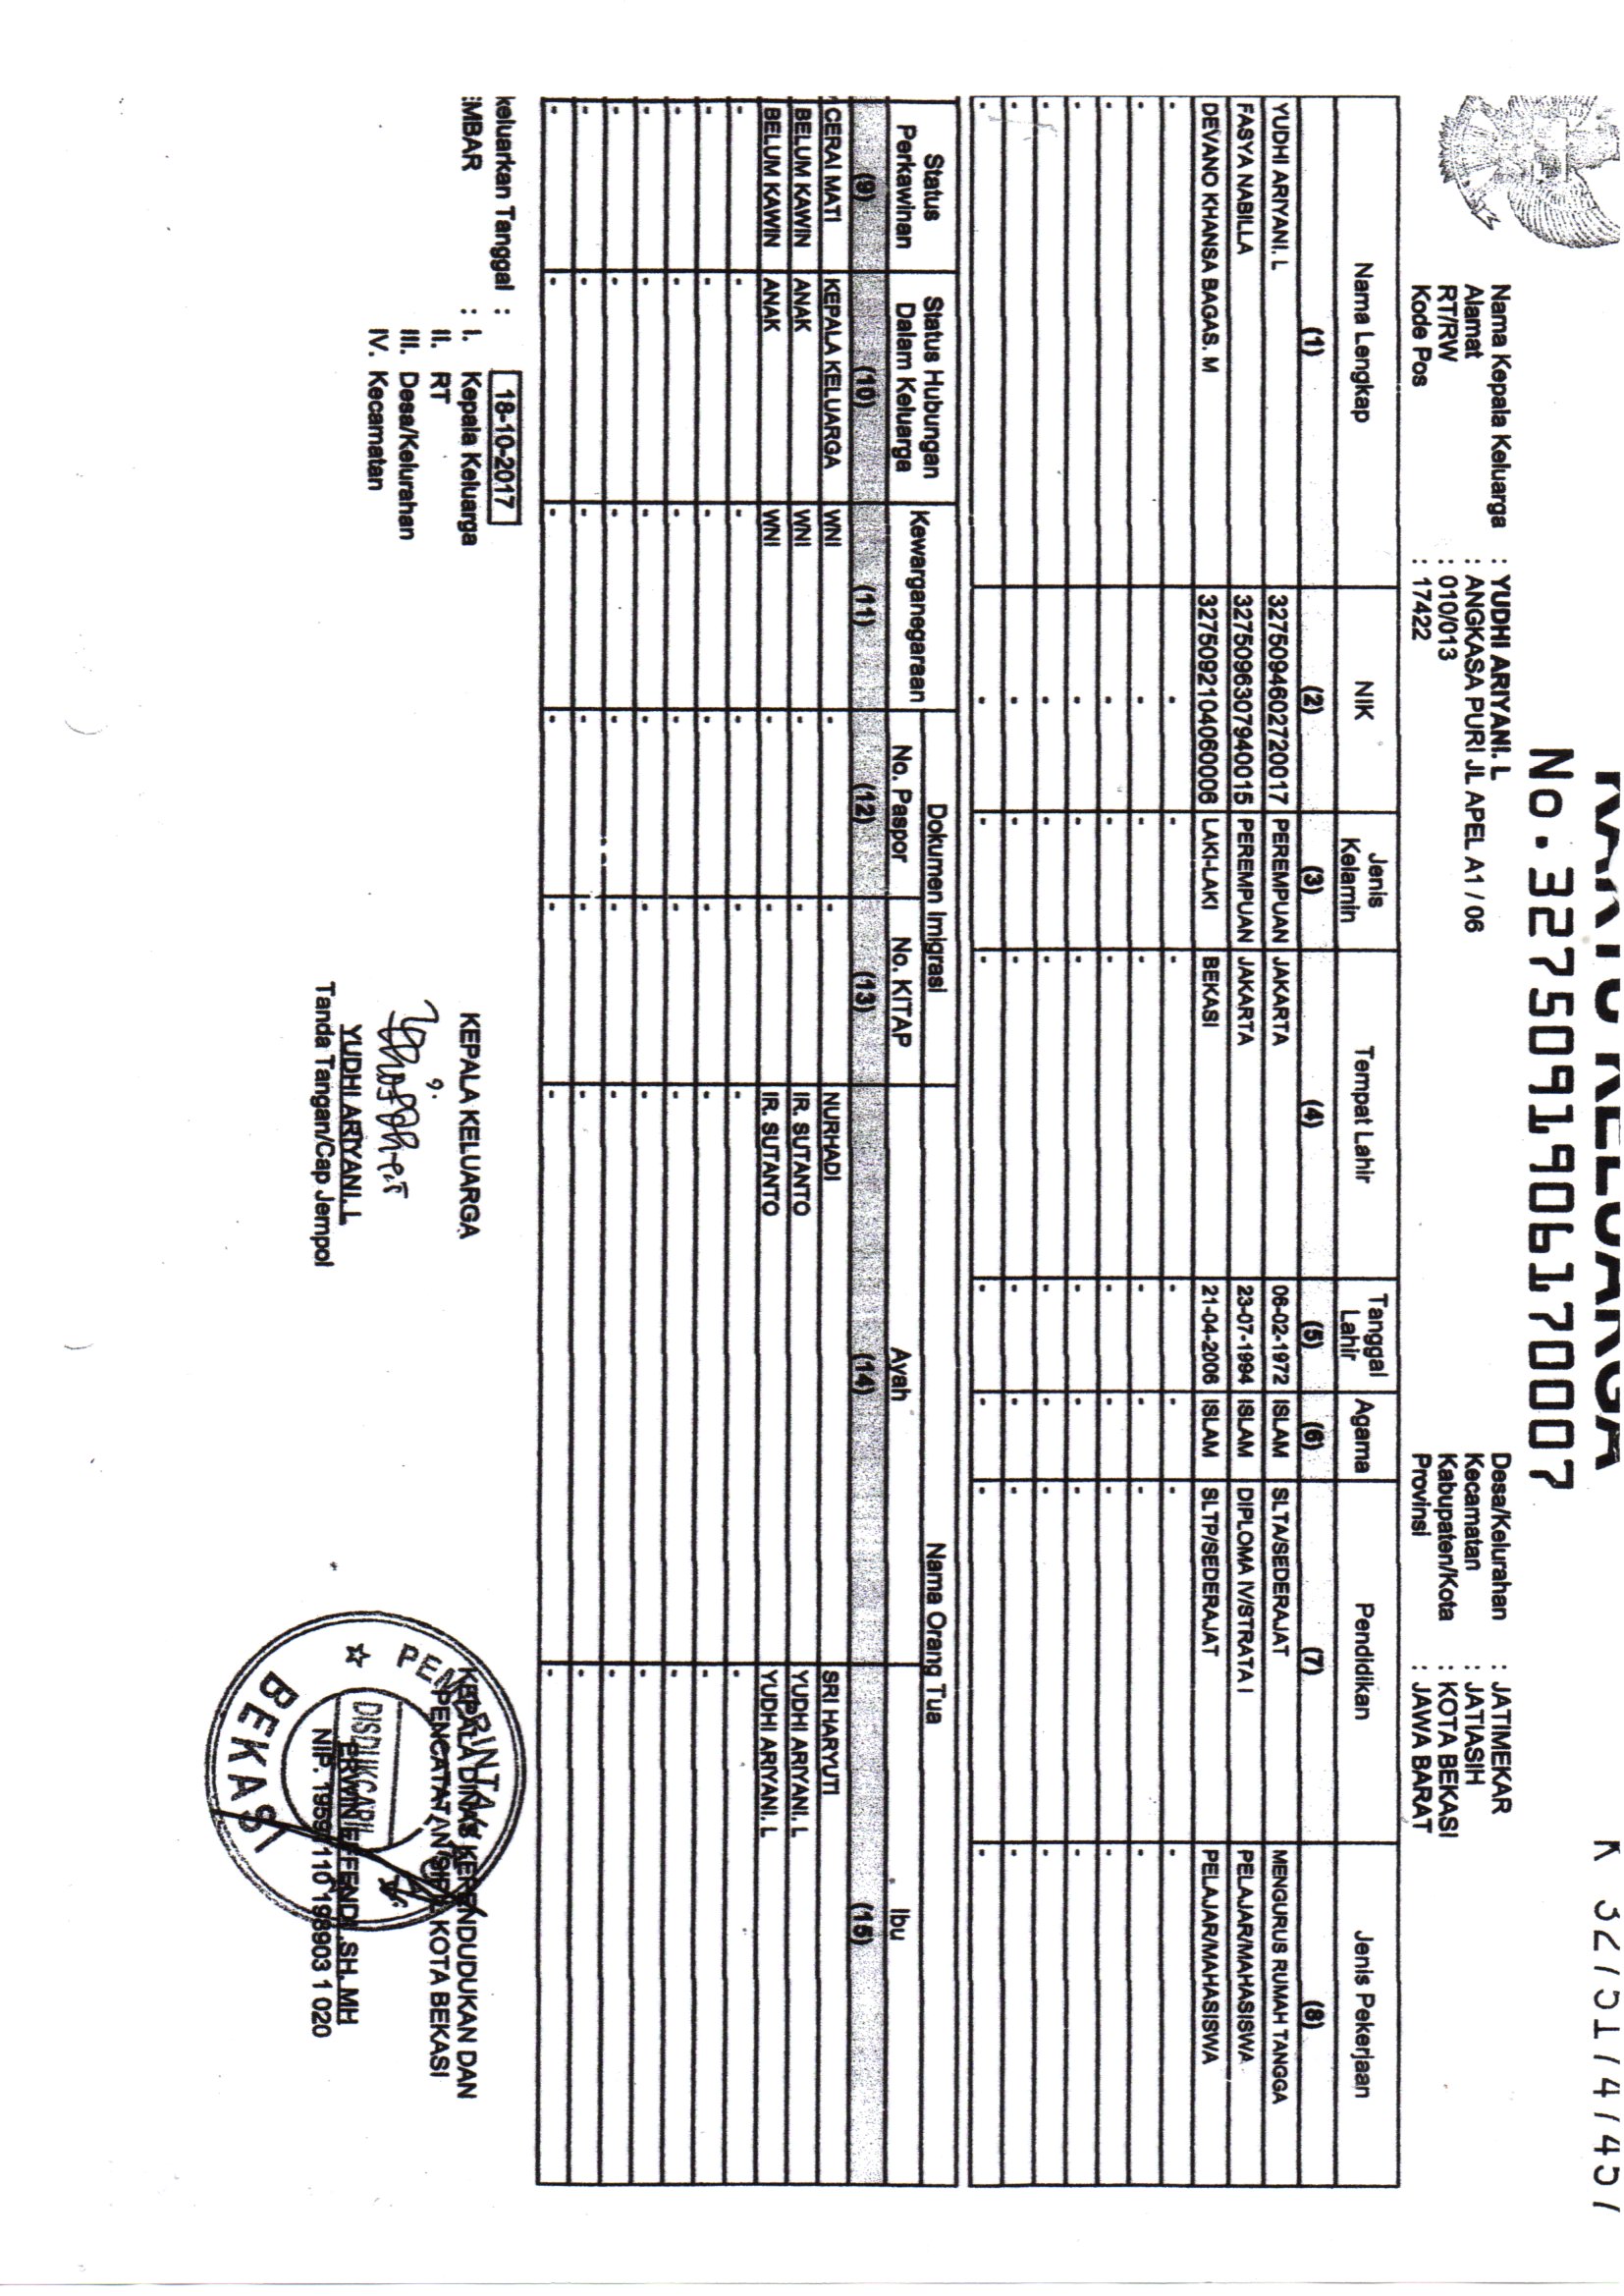 KARTU KELUARGA
K 32751747457
No.3275091906170007
Nama Kepala Keluarga : YUDHI ARIYANI. L
Alamat : ANGKASA PURI JL APEL A1 / 06
RT/RW : 010/013
Kode Pos : 17422
Desa/Kelurahan : JATIMEKAR
Kecamatan : JATIASIH
Kabupaten/Kota : KOTA BEKASI
Provinsi : JAWA BARAT
Nama Lengkap NIK Jenis Kelamin Tempat Lahir Tanggal Lahir Agama Pendidikan Jenis Pekerjaan
(1) (2) (3) (4) (5) (6) (7) (8)
YUDHI ARIYANI. L 3275094602720017 PEREMPUAN JAKARTA 06-02-1972 ISLAM SLTA/SEDERAJAT MENGURUS RUMAH TANGGA
FASYA NABILLA 3275096307940015 PEREMPUAN JAKARTA 23-07-1994 ISLAM DIPLOMA IV/STRATA I PELAJAR/MAHASISWA
DEVANO KHANSA BAGAS. M 3275092104060006 LAKI-LAKI BEKASI 21-04-2006 ISLAM SLTP/SEDERAJAT PELAJAR/MAHASISWA
- - - - - - - -
- - - - - - - -
- - - - - - - -
- - - - - - - -
- - - - - - - -
- - - - - - - -
- - - - - - - -
Status Perkawinan Status Hubungan Dalam Keluarga Kewarganegaraan Dokumen Imigrasi Nama Orang Tua
No. Paspor No. KITAP Ayah Ibu
(9) (10) (11) (12) (13) (14) (15)
CERAI MATI KEPALA KELUARGA WNI - - NURHADI SRI HARYUTI
BELUM KAWIN ANAK WNI - - IR. SUTANTO YUDHI ARIYANI. L
BELUM KAWIN ANAK WNI - - IR. SUTANTO YUDHI ARIYANI. L
- - - - - - -
- - - - - - -
- - - - - - -
- - - - - - -
- - - - - - -
- - - - - - -
- - - - - - -
keluarkan Tanggal : 18-10-2017
EMBAR : I. Kepala Keluarga
II. RT
III. Desa/Kelurahan
IV. Kecamatan
KEPALA KELUARGA
YUDHI ARIYANI. L
Tanda Tangan/Cap Jempol
KEPALA DINAS KEPENDUDUKAN DAN
PENCATATAN SIPIL KOTA BEKASI
PEMERINTAH KOTA
DISDUKCAPIL
BEKASI
ERWIN EFFENDI ,SH, MH
NIP. 1959 110 198903 1 020